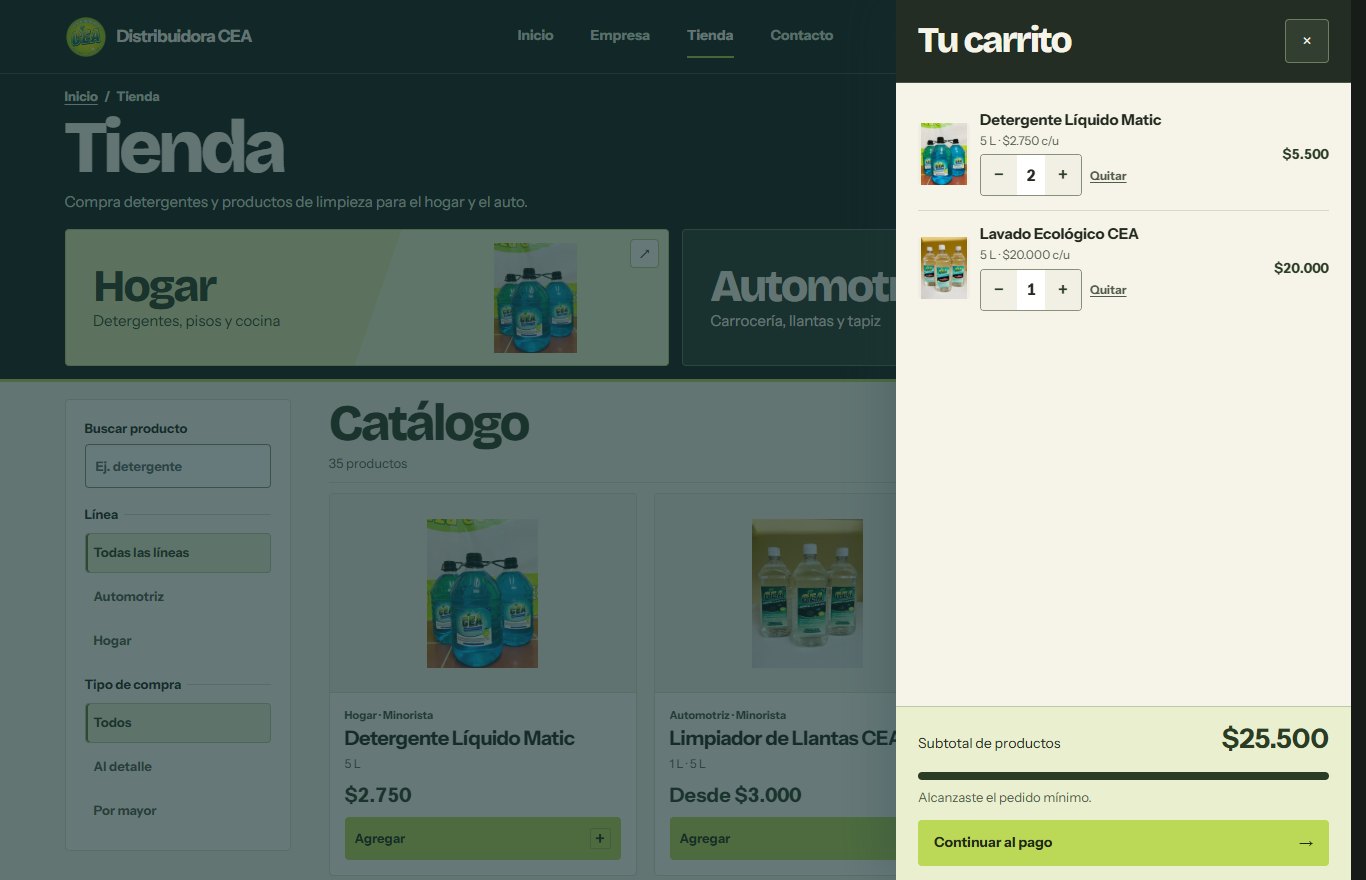 CEA
Distribuidora CEA
Inicio
Empresa
Tienda
Contacto
Inicio / Tienda
Tienda
Compra detergentes y productos de limpieza para el hogar y el auto.
Hogar
Detergentes, pisos y cocina
↗
Automotr
Carrocería, llantas y tapiz
Buscar producto
Ej. detergente
Línea
Todas las líneas
Automotriz
Hogar
Tipo de compra
Todos
Al detalle
Por mayor
Catálogo
35 productos
CEA
Hogar · Minorista
Detergente Líquido Matic
5 L
$2.750
Agregar +
CEA
Automotriz · Minorista
Limpiador de Llantas CEA
1 L · 5 L
Desde $3.000
Agregar
Tu carrito
×
Detergente Líquido Matic
5 L · $2.750 c/u
− 2 + Quitar
$5.500
Lavado Ecológico CEA
5 L · $20.000 c/u
− 1 + Quitar
$20.000
Subtotal de productos $25.500
Alcanzaste el pedido mínimo.
Continuar al pago →